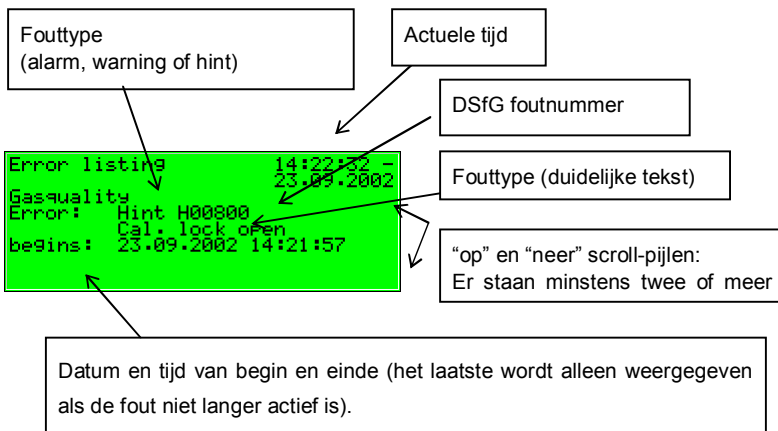 Fouttype
(alarm, warning of hint)
Actuele tijd
DSfG foutnummer
Error listing 14:22:32 -
23.09.2002
Gasquality
Error: Hint H00800
Cal. lock open
begins: 23.09.2002 14:21:57
Fouttype (duidelijke tekst)
“op” en “neer” scroll-pijlen:
Er staan minstens twee of meer
Datum en tijd van begin en einde (het laatste wordt alleen weergegeven
als de fout niet langer actief is).